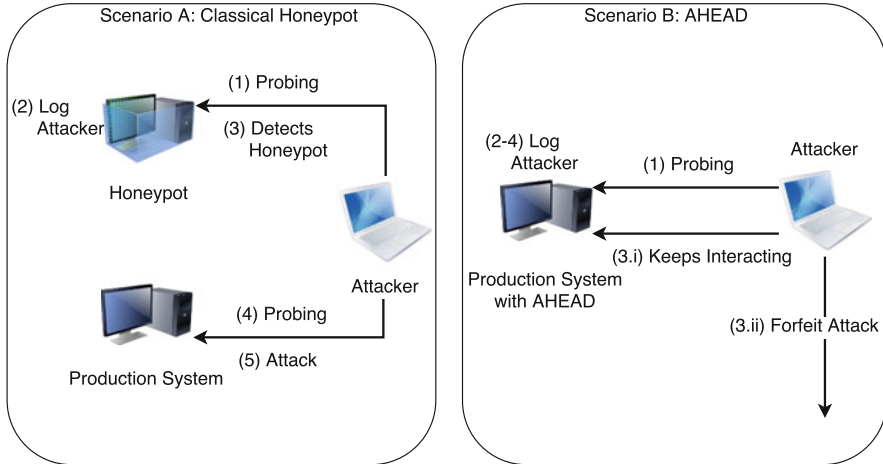 Scenario A: Classical Honeypot
(1) Probing
(2) Log
Attacker
(3) Detects
Honeypot
Honeypot
Attacker
(4) Probing
(5) Attack
Production System
Scenario B: AHEAD
(2-4) Log
Attacker
Attacker
(1) Probing
(3.i) Keeps Interacting
Production System
with AHEAD
(3.ii) Forfeit Attack